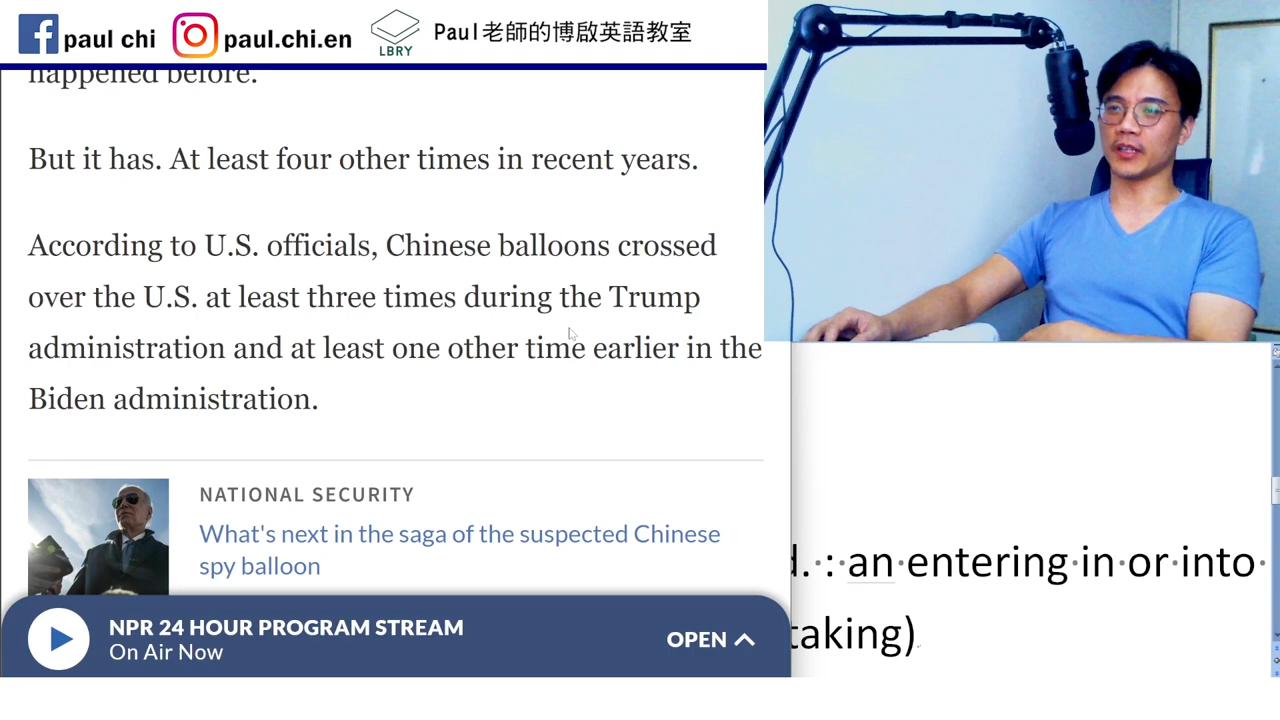 paul chi
paul.chi.en
LBRY
Paul老師的博啟英語教室
happened before.
But it has. At least four other times in recent years.
According to U.S. officials, Chinese balloons crossed
over the U.S. at least three times during the Trump
administration and at least one other time earlier in the
Biden administration.
NATIONAL SECURITY
What's next in the saga of the suspected Chinese
spy balloon
NPR 24 HOUR PROGRAM STREAM
On Air Now
OPEN
d. : an entering in or into
taking)